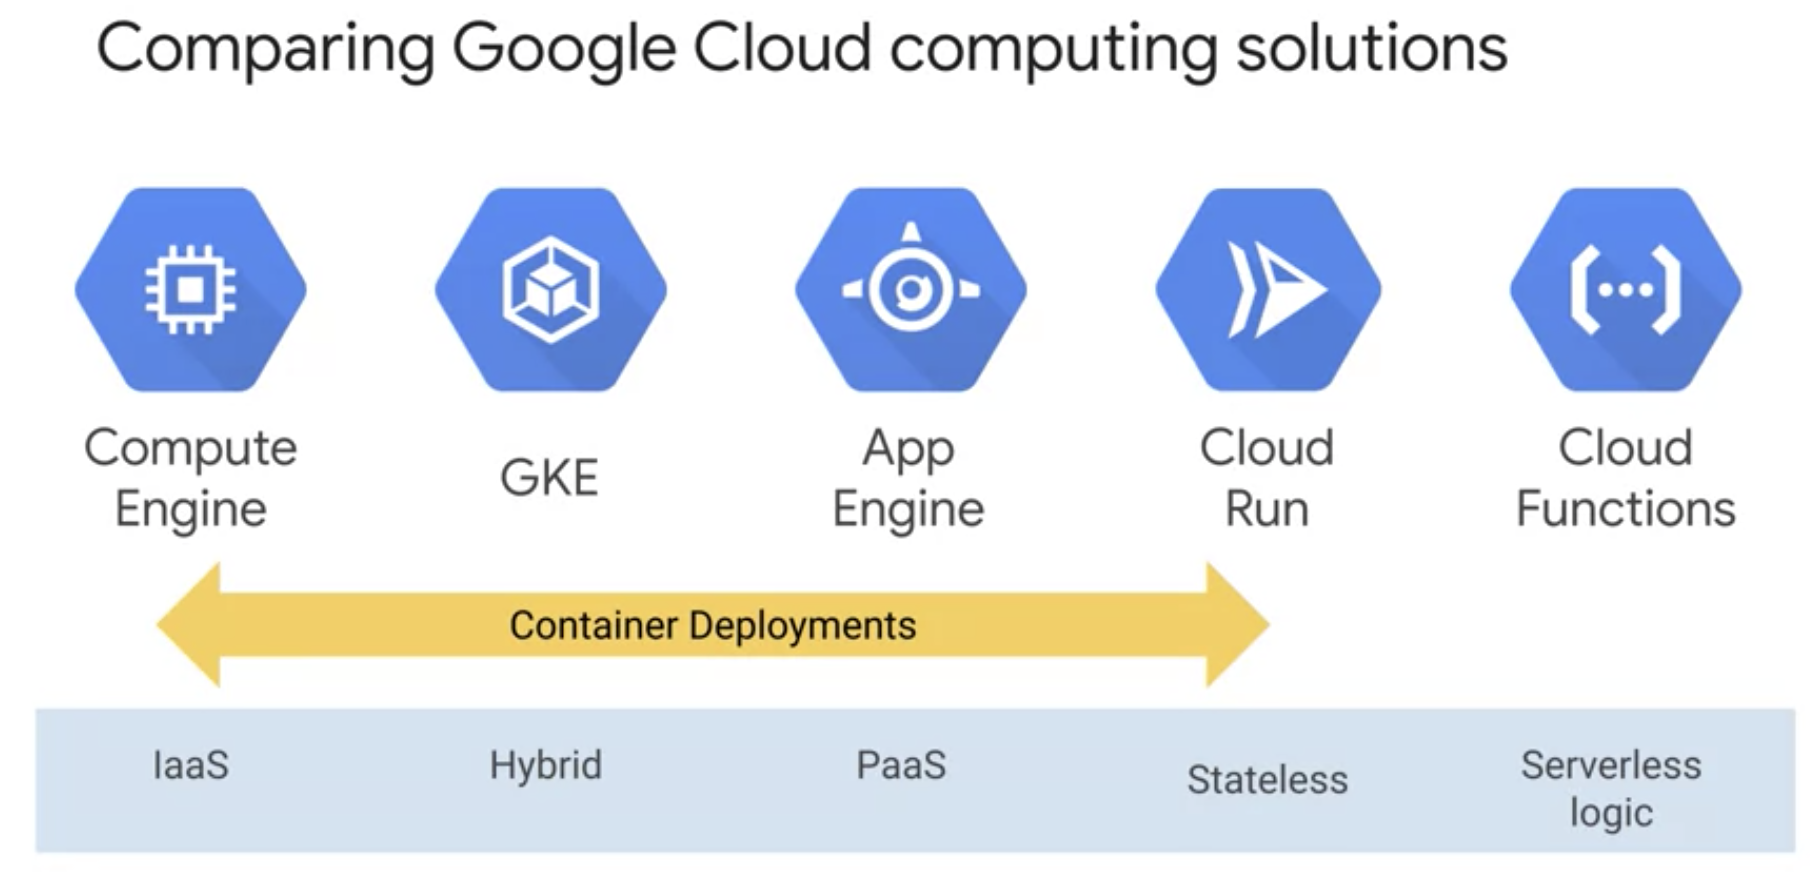 Comparing Google Cloud computing solutions
Compute
Engine
GKE
App
Engine
Cloud
Run
Cloud
Functions
Container Deployments
IaaS
Hybrid
PaaS
Stateless
Serverless
logic